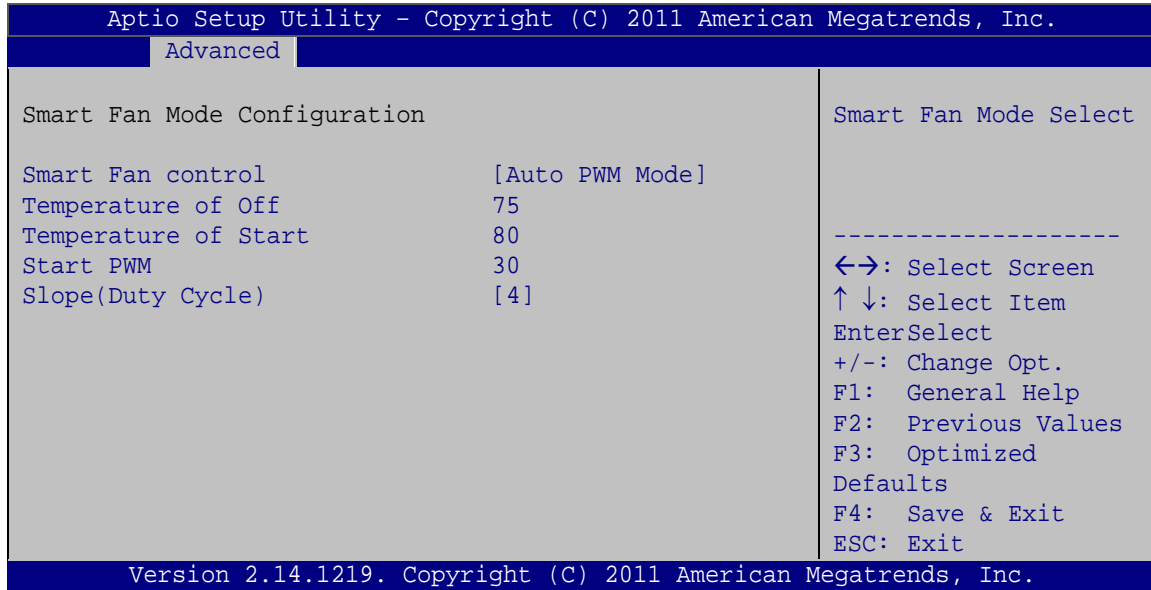 Aptio Setup Utility – Copyright (C) 2011 American Megatrends, Inc.
Advanced
Smart Fan Mode Configuration
Smart Fan control [Auto PWM Mode]
Temperature of Off 75
Temperature of Start 80
Start PWM 30
Slope(Duty Cycle) [4]
Smart Fan Mode Select
--------------------
←→: Select Screen
↑ ↓: Select Item
EnterSelect
+/-: Change Opt.
F1: General Help
F2: Previous Values
F3: Optimized
Defaults
F4: Save & Exit
ESC: Exit
Version 2.14.1219. Copyright (C) 2011 American Megatrends, Inc.